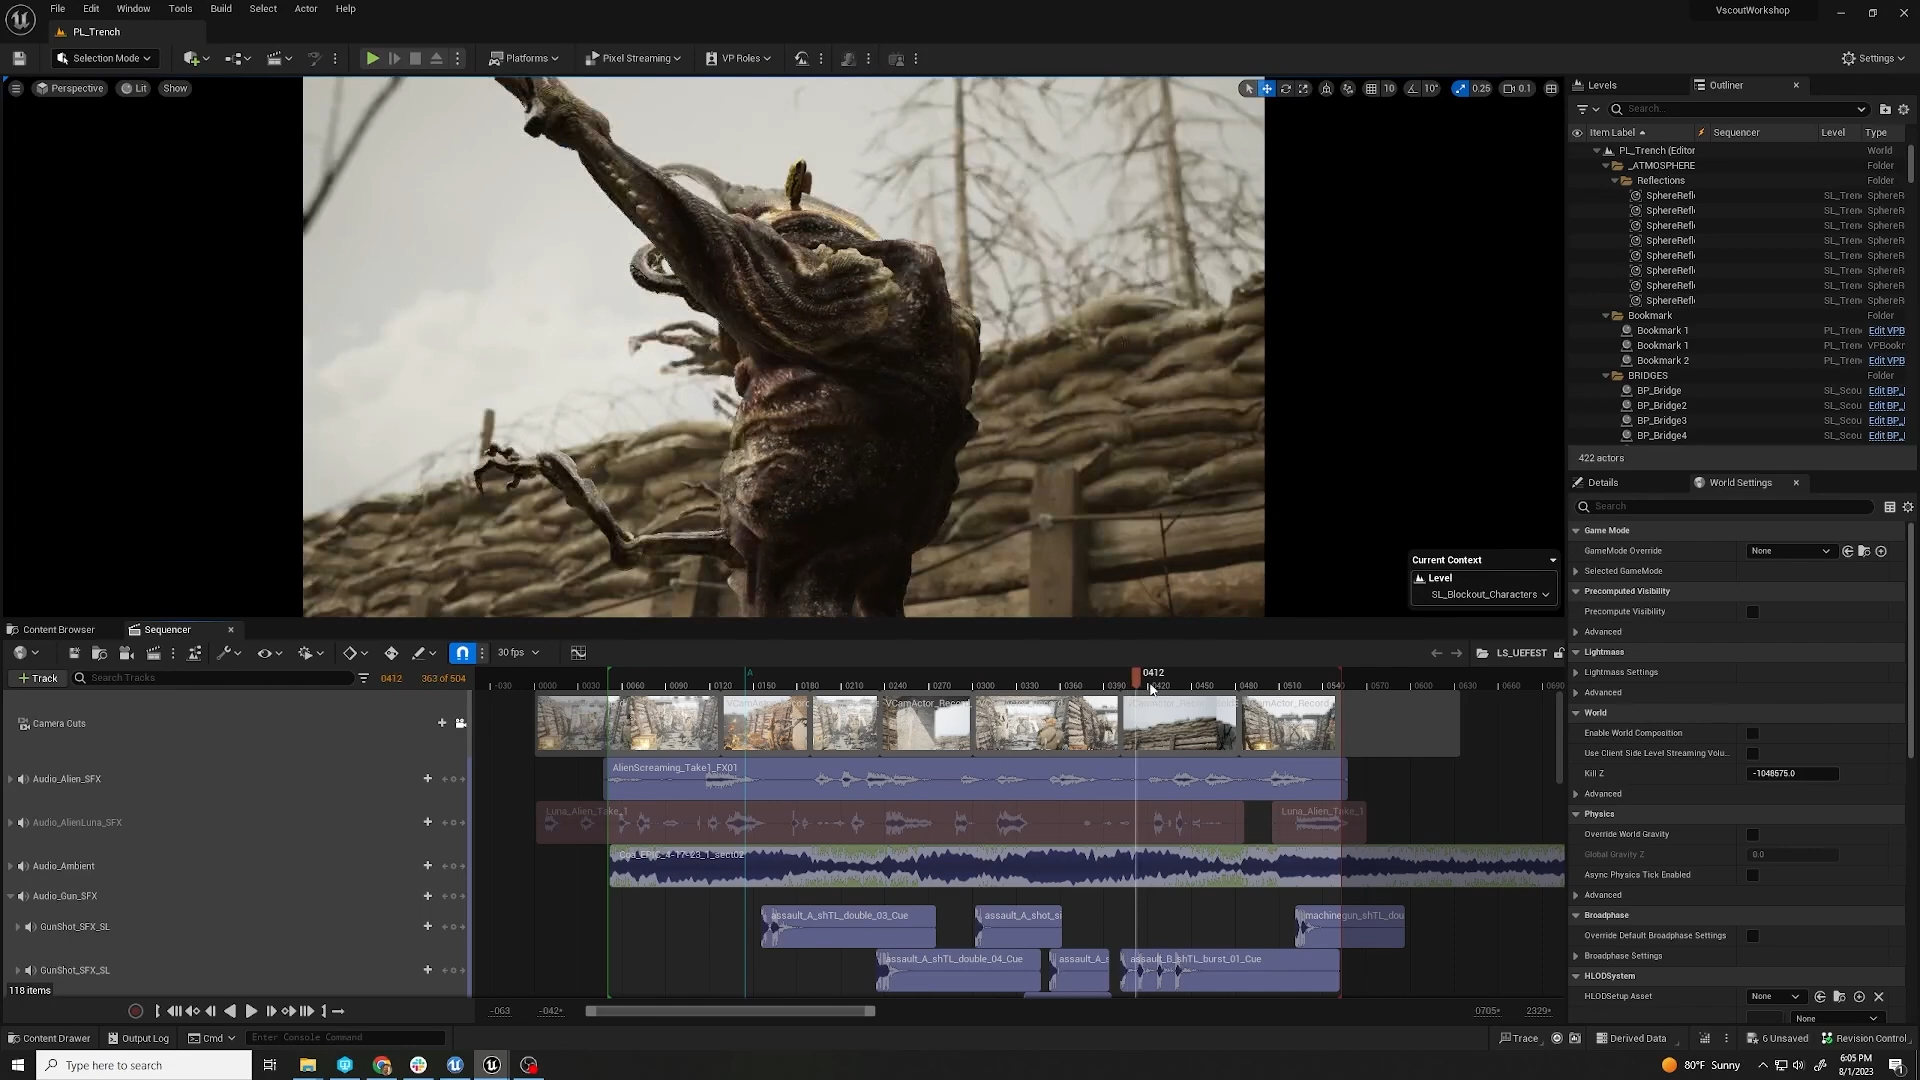 File Edit Window Tools Build Select Actor Help
VscoutWorkshop
PL_Trench
Selection Mode
Platforms
Pixel Streaming
VP Roles
Settings
Perspective
Lit
Show
10
10°
0.25
0.1
Levels
Outliner
Search...
Item Label
Sequencer
Level
Type
PL_Trench (Editor
World
_ATMOSPHERE
Folder
Reflections
Folder
SphereRefl SL_Tren SphereR
SphereRefl SL_Tren SphereR
SphereRefl SL_Tren SphereR
SphereRefl SL_Tren SphereR
SphereRefl SL_Tren SphereR
SphereRefl SL_Tren SphereR
SphereRefl SL_Tren SphereR
SphereRefl SL_Tren SphereR
Bookmark Folder
Bookmark 1 PL_Tren Edit VPB
Bookmark 1 PL_Tren VPBookr
Bookmark 2 PL_Tren Edit VPB
BRIDGES Folder
BP_Bridge SL_Scou Edit BP_
BP_Bridge2 SL_Scou Edit BP_
BP_Bridge3 SL_Scou Edit BP_
BP_Bridge4 SL_Scou Edit BP_
422 actors
Current Context
Level
SL_Blockout_Characters
Details
World Settings
Search
Game Mode
GameMode Override None
Selected GameMode
Precomputed Visibility
Precompute Visibility
Advanced
Lightmass
Lightmass Settings
Advanced
World
Enable World Composition
Use Client Side Level Streaming Volu...
Kill Z -1048575.0
Advanced
Physics
Override World Gravity
Global Gravity Z 0.0
Async Physics Tick Enabled
Advanced
Broadphase
Override Default Broadphase Settings
Broadphase Settings
HLODSystem
HLODSetup Asset None
None
Content Browser
Sequencer
30 fps
LS_UEFEST
Track
Search Tracks
0412
363 of 504
0412
-030 0000 0030 0060 0090 0120 0150 0180 0210 0240 0270 0300 0330 0360 0390 0420 0450 0480 0510 0540 0570 0600 0630 0660 0690
Camera Cuts
VCamActor_Record
VCamActor_Record
VCamActor_Record
VCamActor_Record
Audio_Alien_SFX
AlienScreaming_Take1_FX01
Audio_AlienLuna_SFX
Luna_Alien_Take_1
Luna_Alien_Take_1
Audio_Ambient
Coa_EPIC_4-17-23_1_sect02
Audio_Gun_SFX
GunShot_SFX_SL
assault_A_shTL_double_03_Cue
assault_A_shot_si
machinegun_shTL_dou
GunShot_SFX_SL
assault_A_shTL_double_04_Cue
assault_A_s
assault_B_shTL_burst_01_Cue
118 items
-063
-042+
0705+
2329+
Content Drawer
Output Log
Cmd
Enter Console Command
Trace
Derived Data
6 Unsaved
Revision Control
Type here to search
80°F Sunny
6:05 PM
8/1/2023